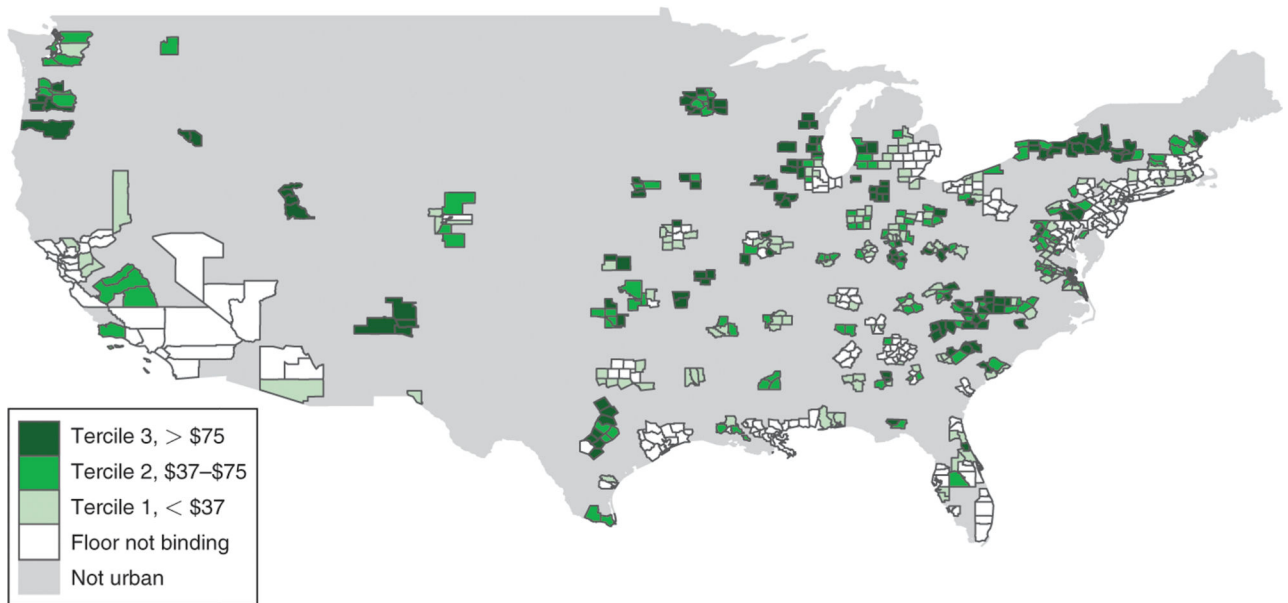 Tercile 3, > $75
Tercile 2, $37–$75
Tercile 1, < $37
Floor not binding
Not urban